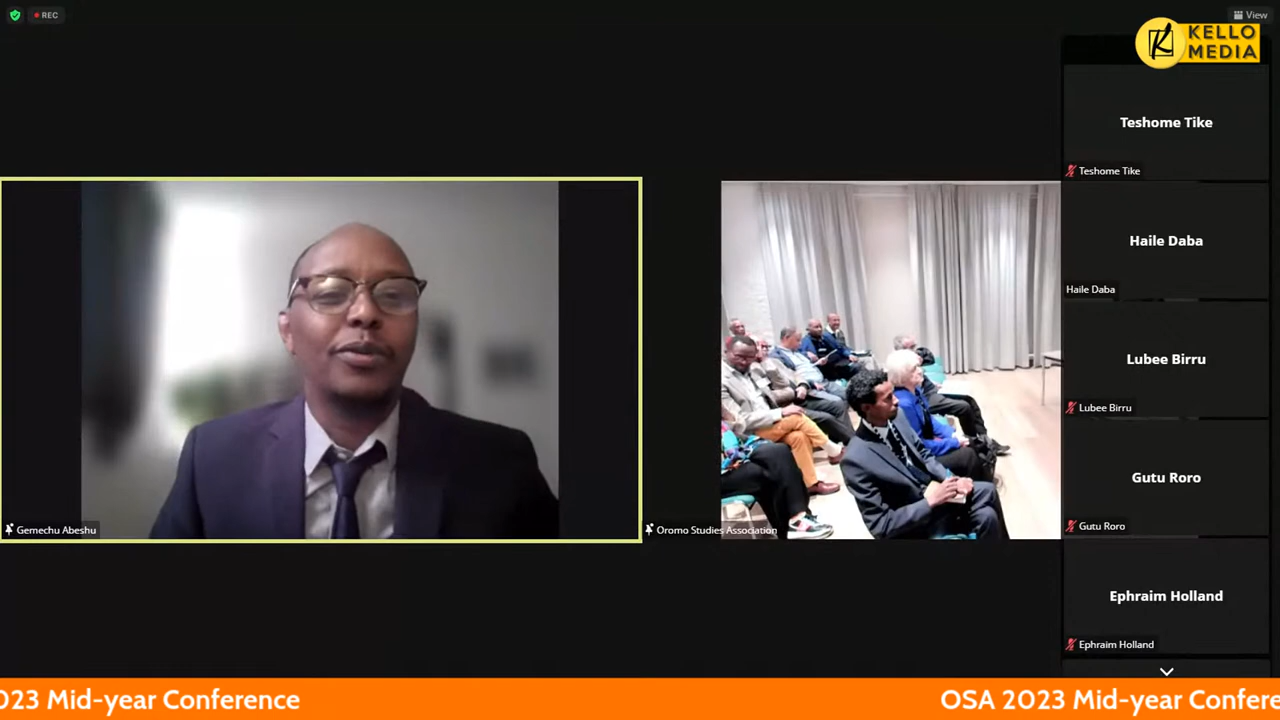 REC
View
KELLO
MEDIA
Teshome Tike
Teshome Tike
Haile Daba
Haile Daba
Lubee Birru
Lubee Birru
Gutu Roro
Gutu Roro
Ephraim Holland
Ephraim Holland
Gemechu Abeshu
Oromo Studies Association
023 Mid-year Conference
OSA 2023 Mid-year Confere